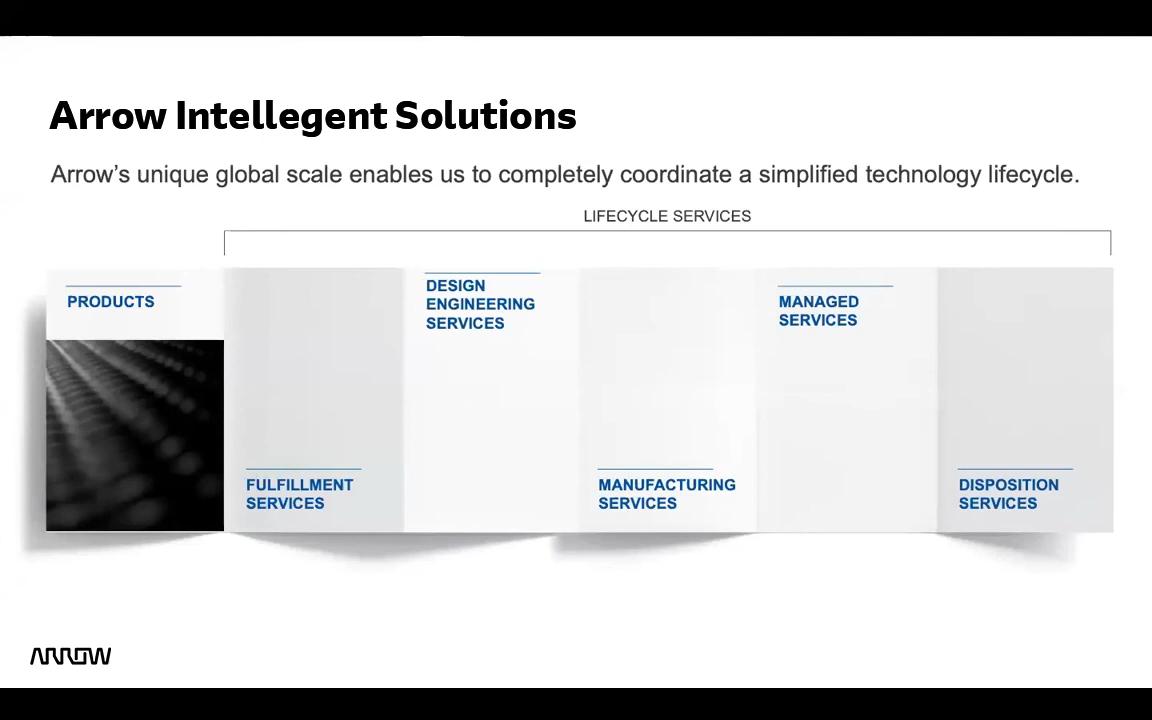 Arrow Intellegent Solutions
Arrow’s unique global scale enables us to completely coordinate a simplified technology lifecycle.
LIFECYCLE SERVICES
PRODUCTS
FULFILLMENT
SERVICES
DESIGN
ENGINEERING
SERVICES
MANUFACTURING
SERVICES
MANAGED
SERVICES
DISPOSITION
SERVICES
ARROW